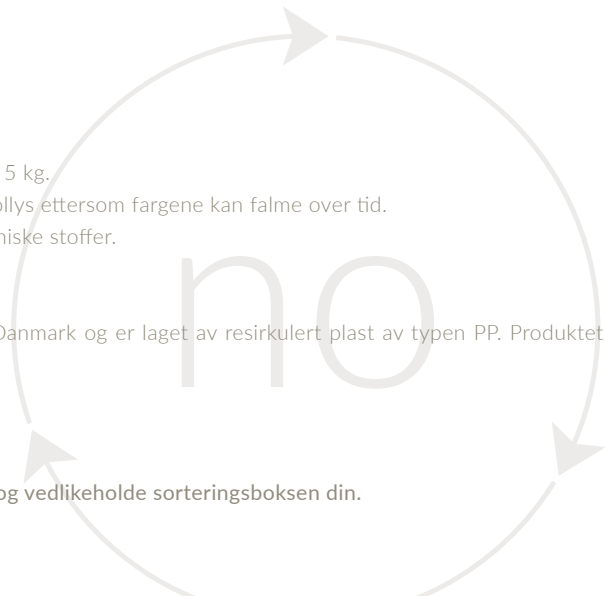 5 kg.
ollys ettersom fargene kan falme over tid.
niske stoffer.
no
Danmark og er laget av resirkulert plast av typen PP. Produktet
og vedlikeholde sorteringsboksen din.